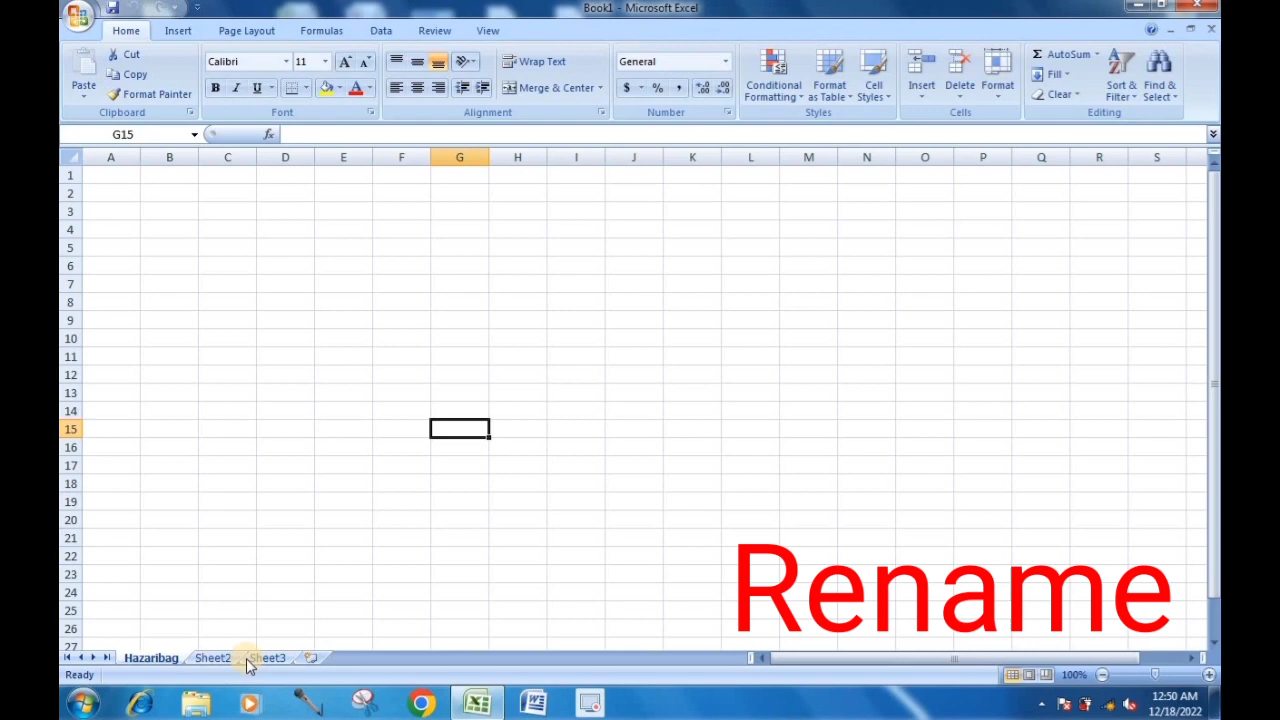 Book1 - Microsoft Excel
Home Insert Page Layout Formulas Data Review View
Cut
Copy
Format Painter
Paste
Clipboard
Calibri 11
B I U A
Font
Wrap Text
Merge & Center
Alignment
General
$ % ,
Number
Conditional Formatting
Format as Table
Cell Styles
Styles
Insert Delete Format
Cells
Σ AutoSum
Fill
Clear
Sort & Filter
Find & Select
Editing
G15 fx
A B C D E F G H I J K L M N O P Q R S
1
2
3
4
5
6
7
8
9
10
11
12
13
14
15
16
17
18
19
20
21
22
23
24
25
26
27
Rename
Hazaribag Sheet2 Sheet3
Ready 100%
12:50 AM
12/18/2022